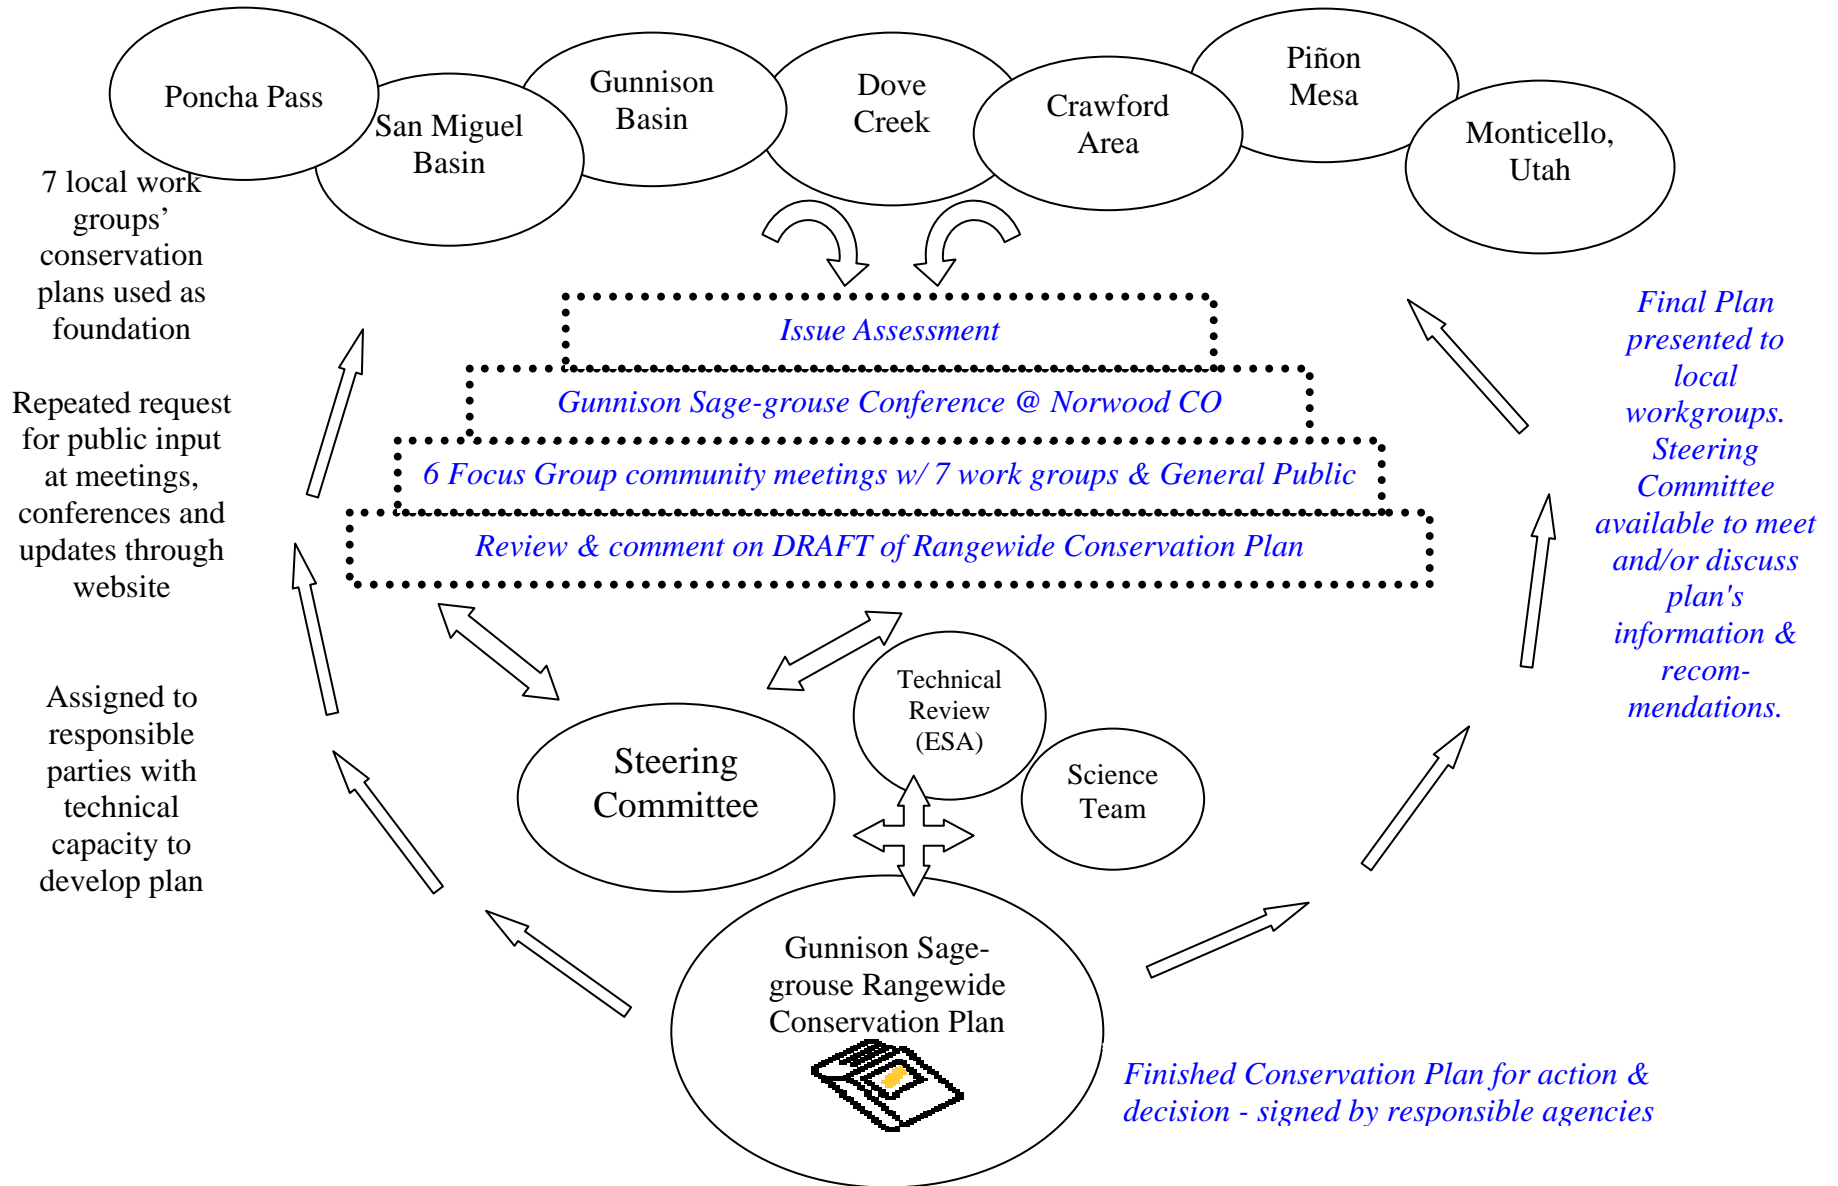 Poncha Pass
San Miguel
Basin
Gunnison
Basin
Dove
Creek
Crawford
Area
Piñon
Mesa
Monticello,
Utah
7 local work
groups’
conservation
plans used as
foundation
Repeated request
for public input
at meetings,
conferences and
updates through
website
Assigned to
responsible
parties with
technical
capacity to
develop plan
Issue Assessment
Gunnison Sage-grouse Conference @ Norwood CO
6 Focus Group community meetings w/ 7 work groups & General Public
Review & comment on DRAFT of Rangewide Conservation Plan
Final Plan
presented to
local
workgroups.
Steering
Committee
available to meet
and/or discuss
plan's
information &
recom-
mendations.
Steering
Committee
Technical
Review
(ESA)
Science
Team
Gunnison Sage-
grouse Rangewide
Conservation Plan
Finished Conservation Plan for action &
decision - signed by responsible agencies